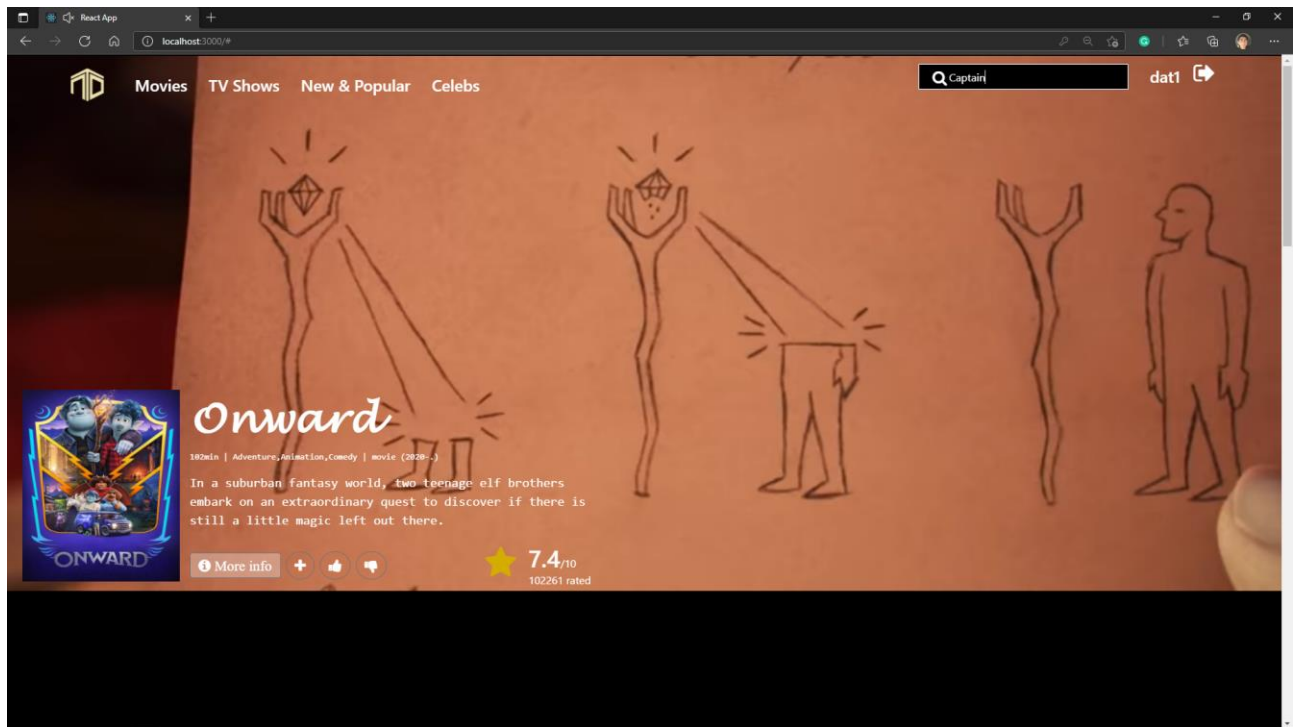 React App
localhost:3000/#
Movies TV Shows New & Popular Celebs
Captain
dat1
Onward
102min | Adventure,Animation,Comedy | movie (2020-.)
In a suburban fantasy world, two teenage elf brothers
embark on an extraordinary quest to discover if there is
still a little magic left out there.
ONWARD
More info
7.4/10
102261 rated